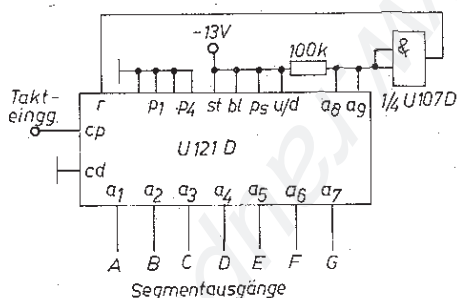 -13V
100k
&
r p1 p4 st bl ps u/d a8 a9
1/4 U107D
Takt-
eingg.
cp
U121D
cd
a1 a2 a3 a4 a5 a6 a7
A B C D E F G
Segmentausgänge